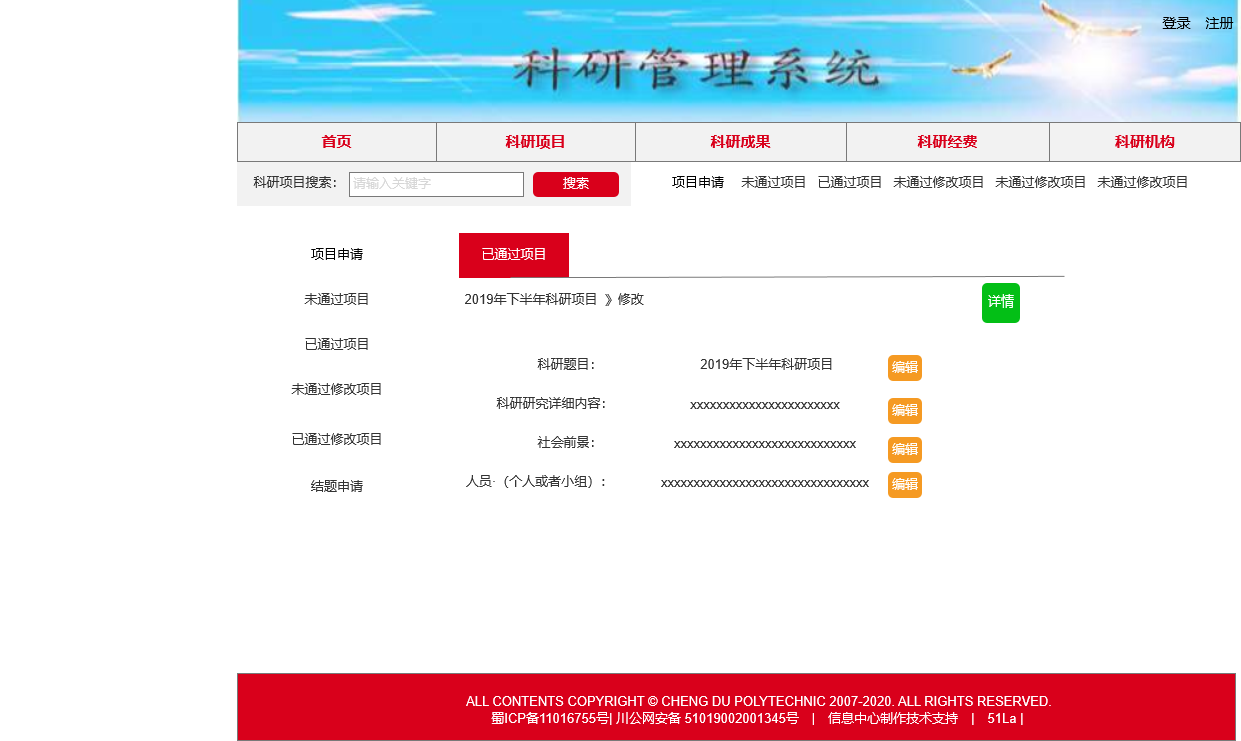 登录 注册
科研管理系统
首页 科研项目 科研成果 科研经费 科研机构
科研项目搜索： 请输入关键字 搜索 项目申请 未通过项目 已通过项目 未通过修改项目 未通过修改项目 未通过修改项目
项目申请 已通过项目
未通过项目 2019年下半年科研项目 》修改 详情
已通过项目
科研题目： 2019年下半年科研项目 编辑
未通过修改项目
科研研究详细内容： xxxxxxxxxxxxxxxxxxxxxxx 编辑
已通过修改项目 社会前景： xxxxxxxxxxxxxxxxxxxxxxxxxxxx 编辑
结题申请 人员·（个人或者小组）： xxxxxxxxxxxxxxxxxxxxxxxxxxxxxxxx 编辑
ALL CONTENTS COPYRIGHT © CHENG DU POLYTECHNIC 2007-2020. ALL RIGHTS RESERVED.
蜀ICP备11016755号| 川公网安备 51019002001345号 | 信息中心制作技术支持 | 51La |